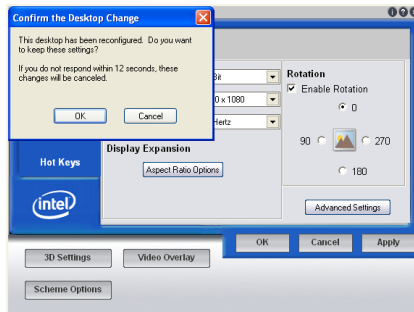 Confirm the Desktop Change
This desktop has been reconfigured. Do you want
to keep these settings?
If you do not respond within 12 seconds, these
changes will be canceled.
OK
Cancel
Bit
0 x 1080
Hertz
Rotation
Enable Rotation
0
90
270
180
Display Expansion
Aspect Ratio Options
Hot Keys
intel
Advanced Settings
OK
Cancel
Apply
3D Settings
Video Overlay
Scheme Options